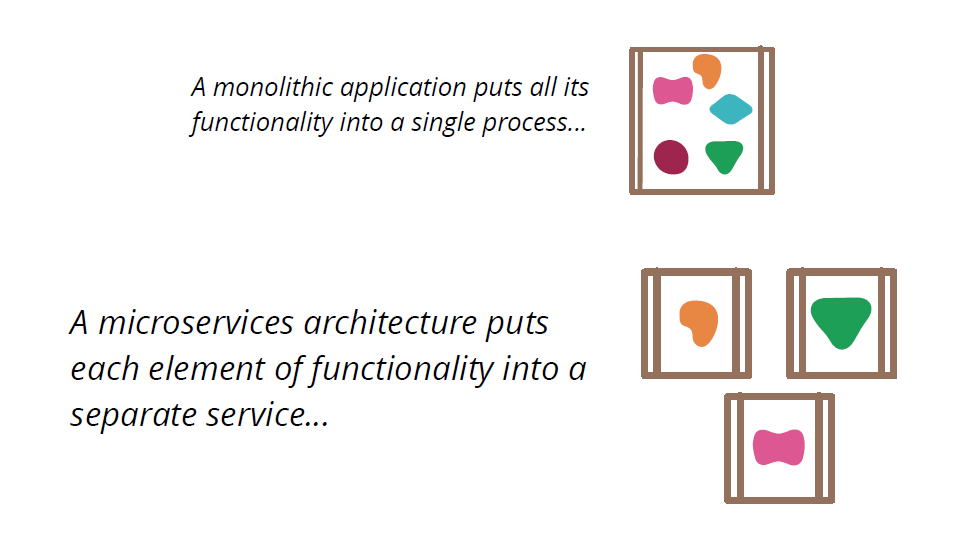 A monolithic application puts all its
functionality into a single process...
A microservices architecture puts
each element of functionality into a
separate service...